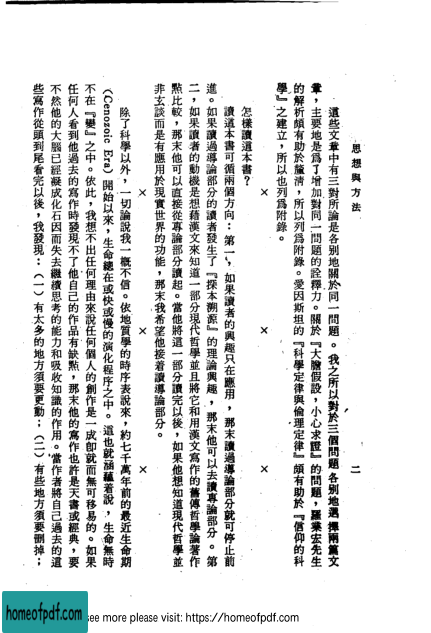 思想與方法
二
這些文章中有三對所論是各別地關於同一問題。我之所以對於三個問題各別地選擇兩篇文
章，主要地是爲了增加對同一問題的詮釋力。關於『大膽假設，小心求證』的問題，羅業宏先生
的解析頗有助於釐清，所以列爲附錄。愛因斯坦的『科學定律與倫理定律』頗有助於『信仰的科
學』之建立，所以也列爲附錄。
怎樣讀這本書？
讀這本書可循兩個方向：第一，如果讀者的興趣只在應用，那末讀過導論部分就可停止前
進。如果讀過導論部分的讀者發生了『探本溯源』的理論興趣，那末他可以去讀專論部分。第
二，如果讀者的動機是想藉漢文來知道一部分現代哲學並且將它和用漢文寫作的舊傳哲學論著作
點比較，那末他可以直接從專論部分讀起。當他將這一部分讀完以後，如果他想知道現代哲學並
非玄談而是有應用於現實世界的功能，那末我希望他接着讀導論部分。
× × ×
除了科學以外，一切論說我一概不信。依地質學的時序表說來，約七千萬年前的最近生命期
(Cenozoic Era) 開始以來，生命總在或快或慢的演化程序之中。這也就涵蘊着說，生命無時
不在『變』之中。依此，我想不出任何理由來說任何個人的創作是一成卽就而無可移易的。如果
任何人看到他過去的寫作時發現不了他自己的作品有缺點，那末他的寫作也許是天書或經典，要
不然他的大腦已經凝成化石因而失去繼續思考的能力和吸收知識的作用。當作者將自己過去的這
些寫作從頭到尾看完以後，我發現：（一）有太多的地方須要更動；（二）有些地方須要删掉；
homeofpdf.com
see more please visit: https://homeofpdf.com